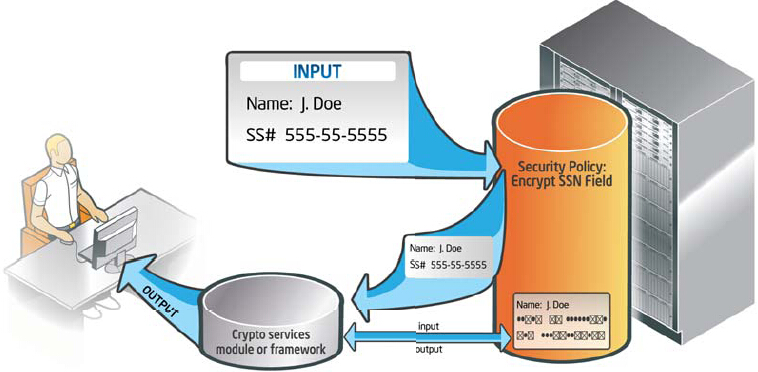 INPUT
Name: J. Doe
SS# 555-55-5555
Security Policy:
Encrypt SSN Field
Name: J. Doe
SS# 555-55-5555
OUTPUT
Crypto services
module or framework
input
output
Name: J. Doe